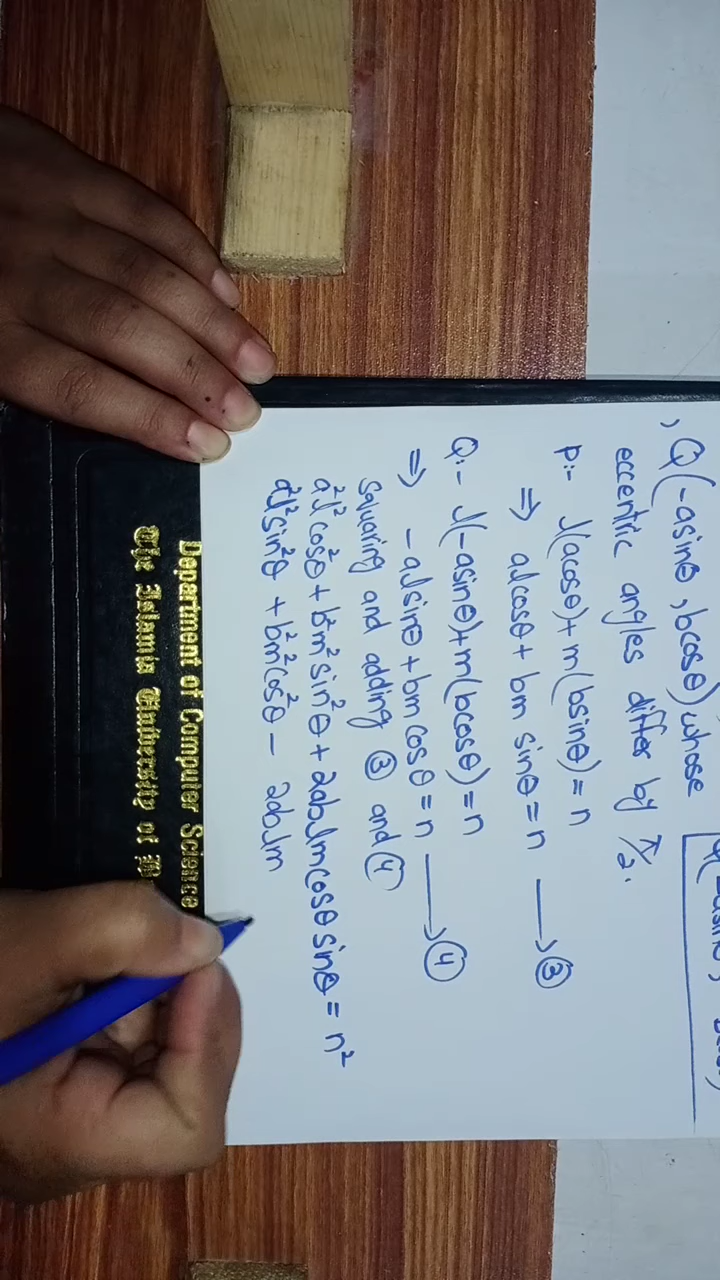 , Q(-asinθ, bcosθ) whose
eccentric angles differ by π/2.
P:- l(acosθ)+m(bsinθ)=n
⇒ alcosθ + bm sinθ = n → ③
Q:- l(-asinθ)+m(bcosθ)=n
⇒ -alsinθ + bm cosθ = n → ④
Squaring and adding ③ and ④
a²l²cos²θ + b²m²sin²θ + 2ablmcosθ sinθ = n²
a²l²sin²θ + b²m²cos²θ - 2ablm
Department of Computer Science
The Islamia University of